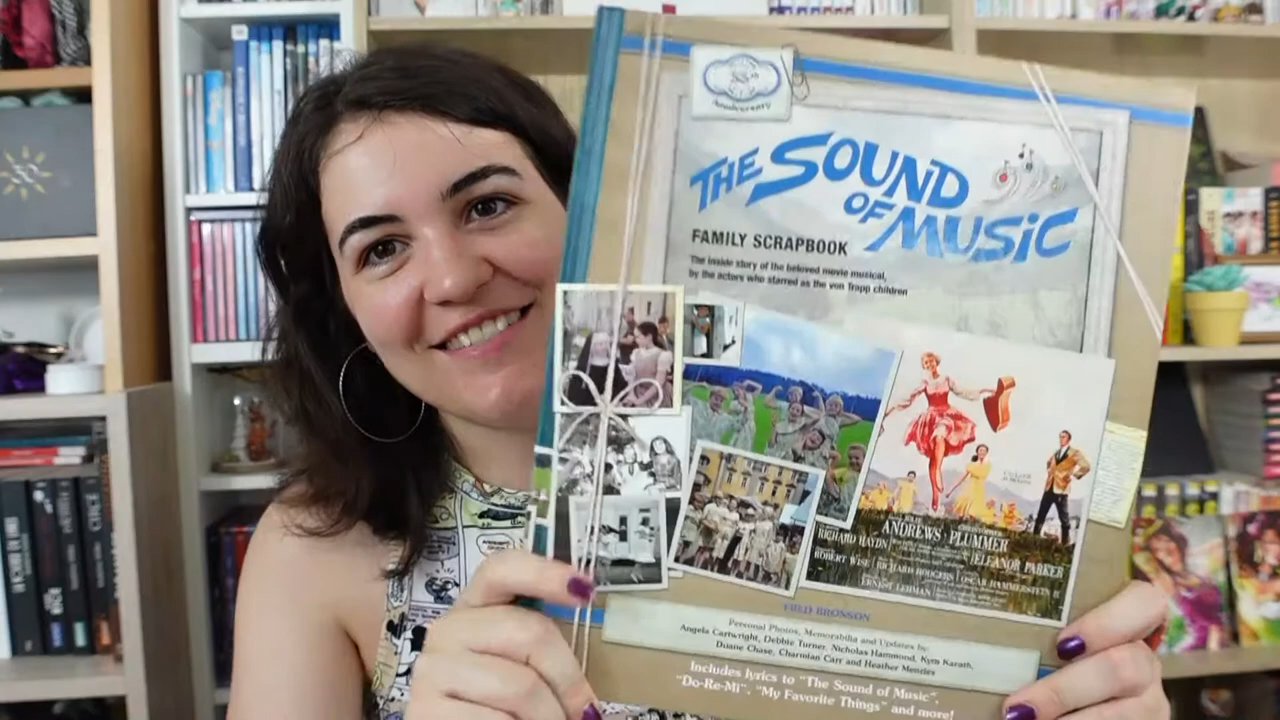 55th
Anniversary
THE SOUND
OF MUSIC
FAMILY SCRAPBOOK
The inside story of the beloved movie musical,
by the actors who starred as the von Trapp children
ANDREWS PLUMMER
RICHARD HAYDN ELEANOR PARKER
ROBERT WISE RICHARD RODGERS OSCAR HAMMERSTEIN II
ERNEST LEHMAN
FRED BRONSON
Personal Photos, Memorabilia and Updates by:
Angela Cartwright, Debbie Turner, Nicholas Hammond, Kym Karath,
Duane Chase, Charmian Carr and Heather Menzies
Includes lyrics to "The Sound of Music",
"Do-Re-Mi", "My Favorite Things" and more!